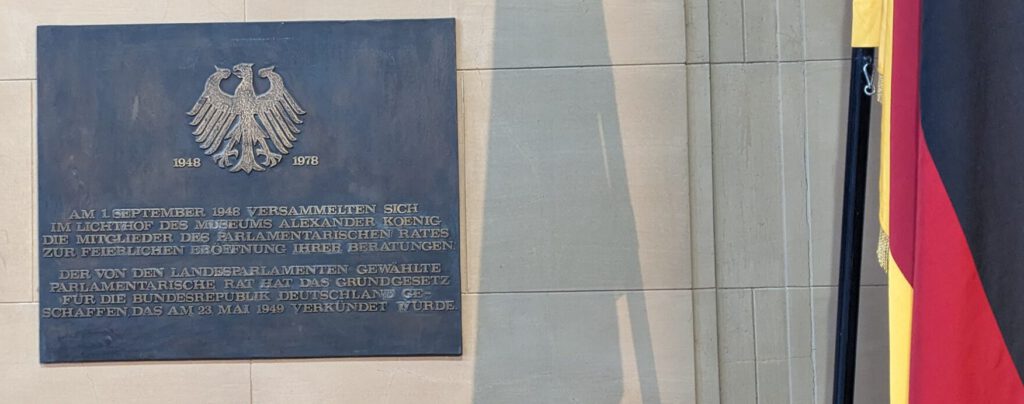 1948 1978
AM 1. SEPTEMBER 1948 VERSAMMELTEN SICH
IM LICHTHOF DES MUSEUMS ALEXANDER KOENIG
DIE MITGLIEDER DES PARLAMENTARISCHEN RATES
ZUR FEIERLICHEN ERÖFFNUNG IHRER BERATUNGEN.
DER VON DEN LANDESPARLAMENTEN GEWÄHLTE
PARLAMENTARISCHE RAT HAT DAS GRUNDGESETZ
FÜR DIE BUNDESREPUBLIK DEUTSCHLAND GE-
SCHAFFEN, DAS AM 23. MAI 1949 VERKÜNDET WURDE.